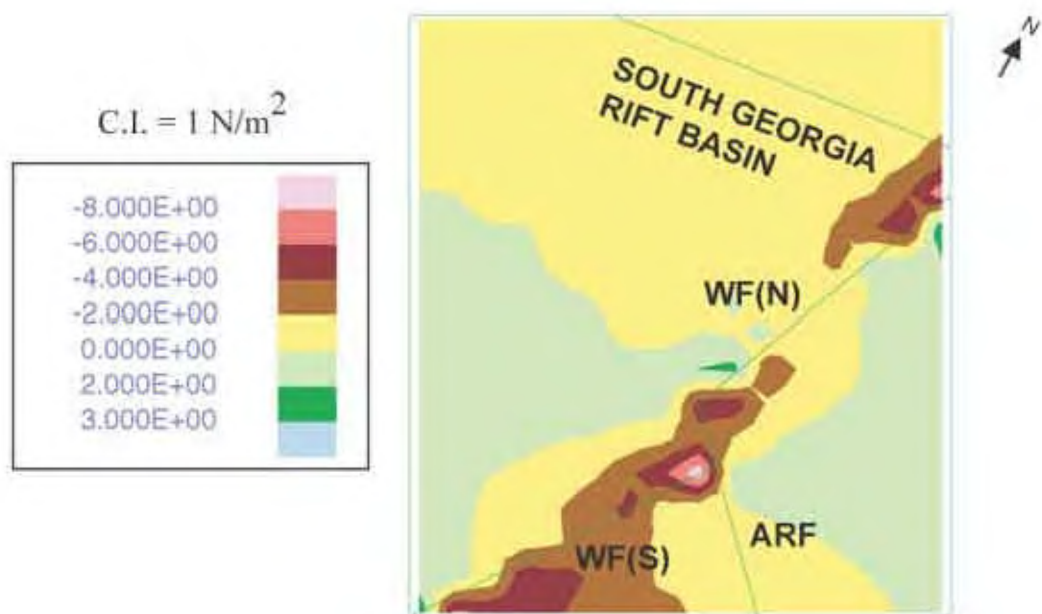 N
C.I. = 1 N/m²
-8.000E+00
-6.000E+00
-4.000E+00
-2.000E+00
0.000E+00
2.000E+00
3.000E+00
SOUTH GEORGIA
RIFT BASIN
WF(N)
ARF
WF(S)